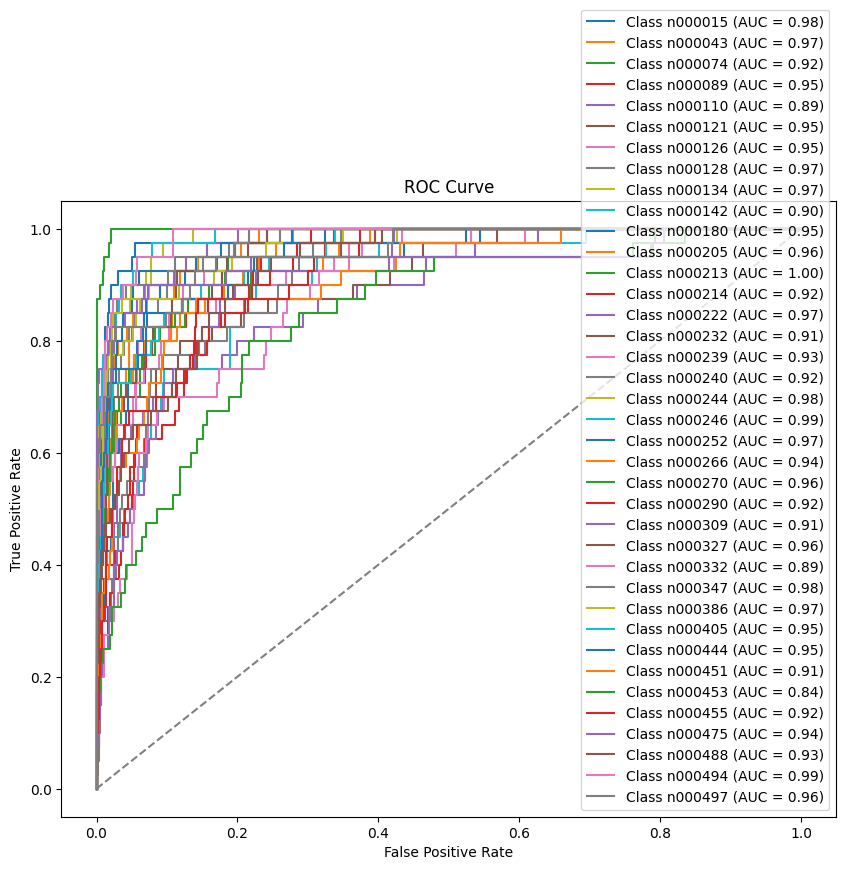 ROC Curve
Class n000015 (AUC = 0.98)
Class n000043 (AUC = 0.97)
Class n000074 (AUC = 0.92)
Class n000089 (AUC = 0.95)
Class n000110 (AUC = 0.89)
Class n000121 (AUC = 0.95)
Class n000126 (AUC = 0.95)
Class n000128 (AUC = 0.97)
Class n000134 (AUC = 0.97)
Class n000142 (AUC = 0.90)
Class n000180 (AUC = 0.95)
Class n000205 (AUC = 0.96)
Class n000213 (AUC = 1.00)
Class n000214 (AUC = 0.92)
Class n000222 (AUC = 0.97)
Class n000232 (AUC = 0.91)
Class n000239 (AUC = 0.93)
Class n000240 (AUC = 0.92)
Class n000244 (AUC = 0.98)
Class n000246 (AUC = 0.99)
Class n000252 (AUC = 0.97)
Class n000266 (AUC = 0.94)
Class n000270 (AUC = 0.96)
Class n000290 (AUC = 0.92)
Class n000309 (AUC = 0.91)
Class n000327 (AUC = 0.96)
Class n000332 (AUC = 0.89)
Class n000347 (AUC = 0.98)
Class n000386 (AUC = 0.97)
Class n000405 (AUC = 0.95)
Class n000444 (AUC = 0.95)
Class n000451 (AUC = 0.91)
Class n000453 (AUC = 0.84)
Class n000455 (AUC = 0.92)
Class n000475 (AUC = 0.94)
Class n000488 (AUC = 0.93)
Class n000494 (AUC = 0.99)
Class n000497 (AUC = 0.96)
True Positive Rate
1.0
0.8
0.6
0.4
0.2
0.0
0.0 0.2 0.4 0.6 0.8 1.0
False Positive Rate